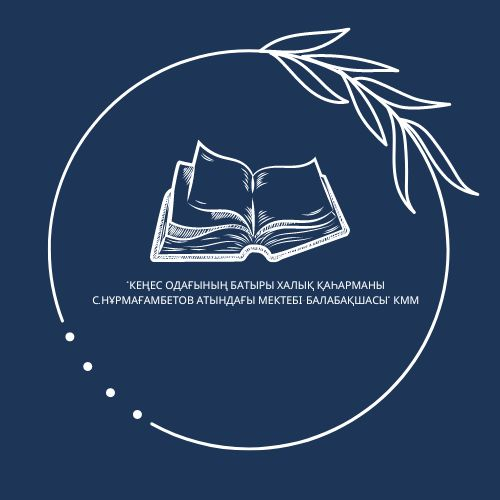 "КЕҢЕС ОДАҒЫНЫҢ БАТЫРЫ ХАЛЫҚ ҚАҺАРМАНЫ
С.НҰРМАҒАМБЕТОВ АТЫНДАҒЫ МЕКТЕБІ-БАЛАБАҚШАСЫ" КММ